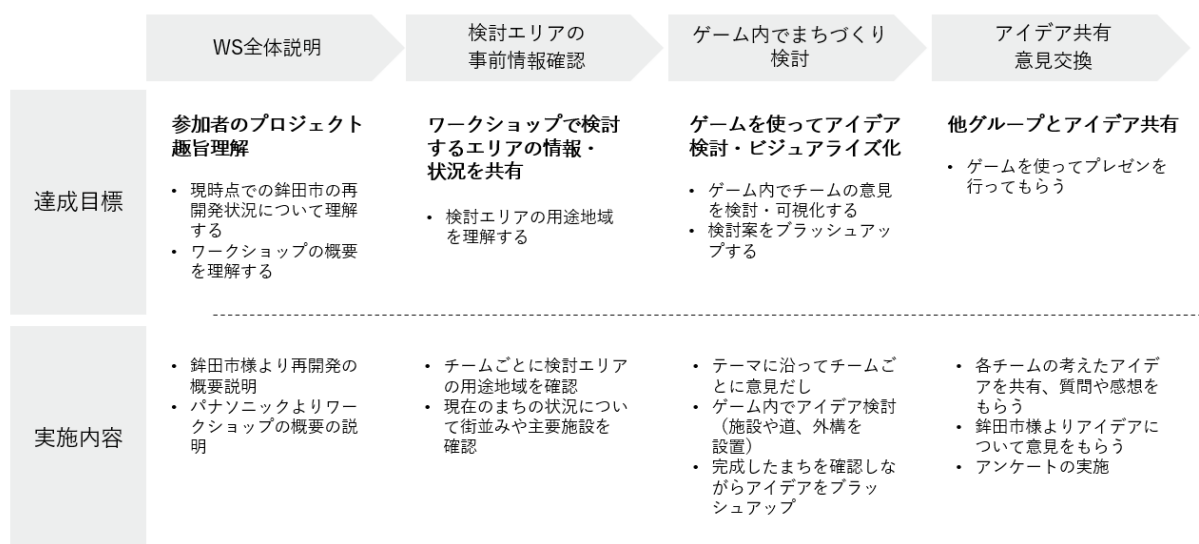 WS全体説明
検討エリアの
事前情報確認
ゲーム内でまちづくり
検討
アイデア共有
意見交換
達成目標
参加者のプロジェクト
趣旨理解
• 現時点での鉾田市の再
開発状況について理解
する
• ワークショップの概要
を理解する
ワークショップで検討
するエリアの情報・
状況を共有
• 検討エリアの用途地域
を理解する
ゲームを使ってアイデア
検討・ビジュアライズ化
• ゲーム内でチームの意見
を検討・可視化する
• 検討案をブラッシュアッ
プする
他グループとアイデア共有
• ゲームを使ってプレゼンを
行ってもらう
実施内容
• 鉾田市様より再開発の
概要説明
• パナソニックよりワー
クショップの概要の説
明
• チームごとに検討エリア
の用途地域を確認
• 現在のまちの状況につい
て街並みや主要施設を
確認
• テーマに沿ってチームご
とに意見だし
• ゲーム内でアイデア検討
（施設や道、外構を
設置）
• 完成したまちを確認しな
がらアイデアをブラッ
シュアップ
• 各チームの考えたアイデ
アを共有、質問や感想を
もらう
• 鉾田市様よりアイデアに
ついて意見をもらう
• アンケートの実施